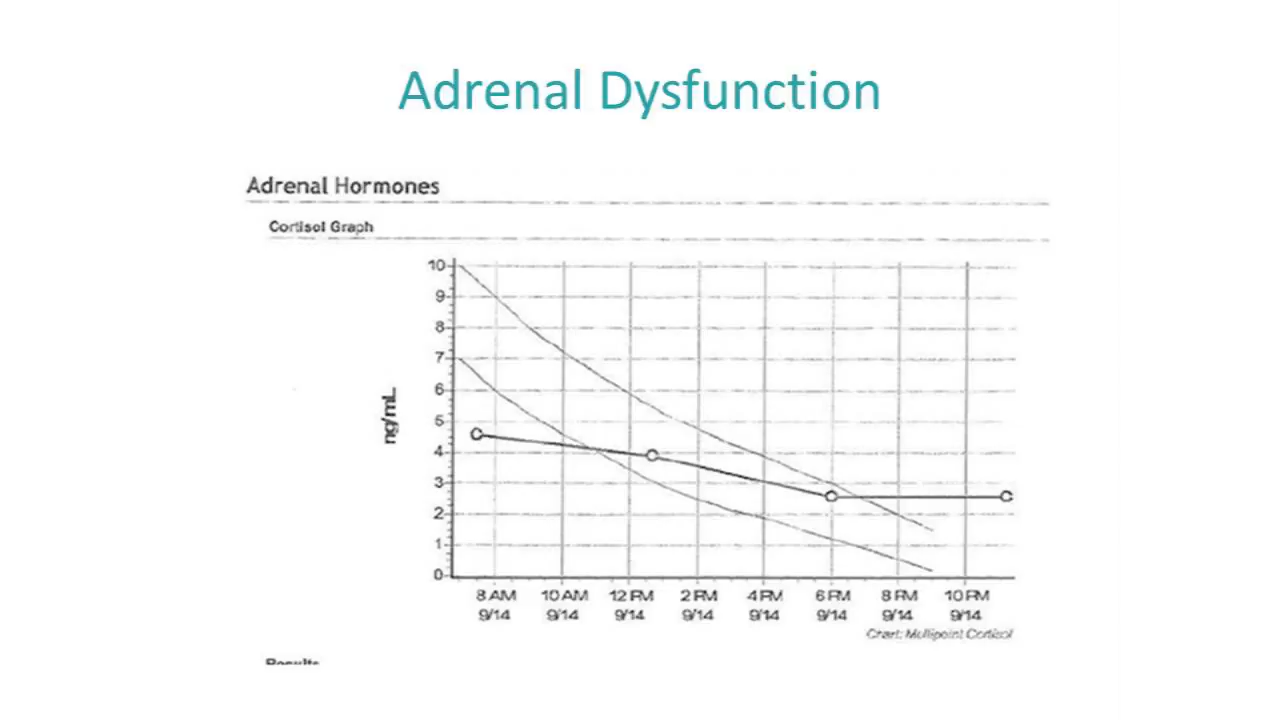 Adrenal Dysfunction
Adrenal Hormones
Cortisol Graph
10
9
8
7
6
5
4
3
2
1
0
ng/mL
8 AM 10 AM 12 PM 2 PM 4 PM 6 PM 8 PM 10 PM
9/14 9/14 9/14 9/14 9/14 9/14 9/14 9/14
Chart: Multipoint Cortisol
Results